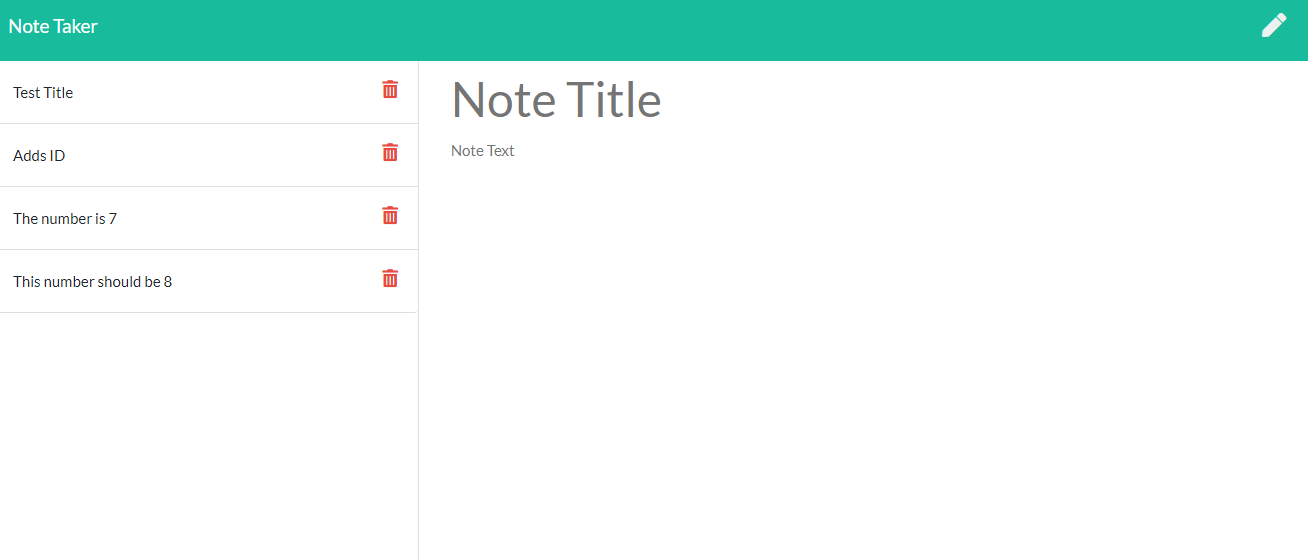 Note Taker
Test Title
Adds ID
The number is 7
This number should be 8
Note Title
Note Text